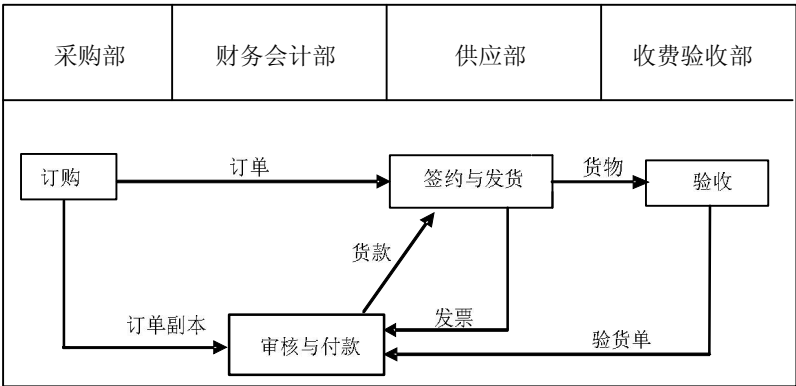 采购部
财务会计部
供应部
收费验收部
订购
订单
签约与发货
货物
验收
货款
订单副本
发票
验货单
审核与付款